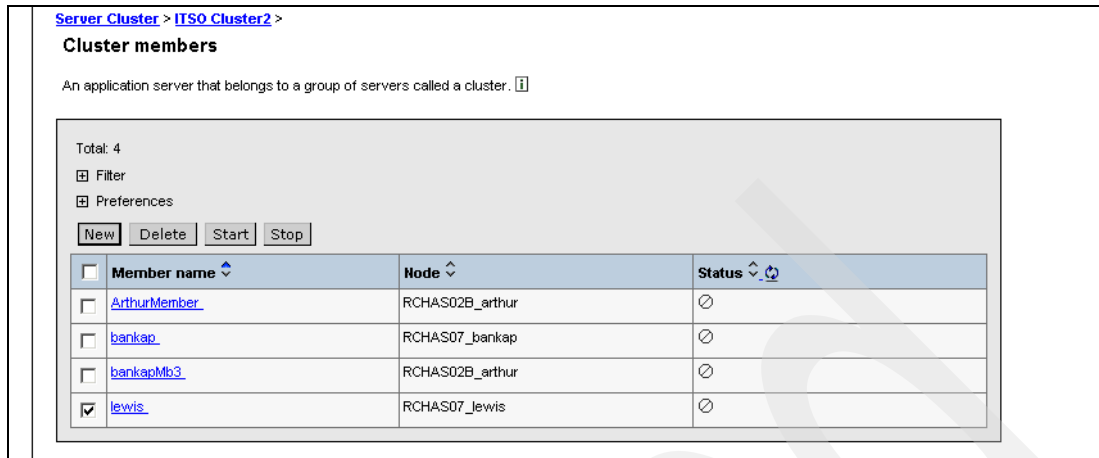 Server Cluster > ITSO Cluster2 >
Cluster members
An application server that belongs to a group of servers called a cluster. i
Total: 4
Filter
Preferences
New Delete Start Stop
Member name Node Status
ArthurMember RCHAS02B_arthur
bankap RCHAS07_bankap
bankapMb3 RCHAS02B_arthur
lewis RCHAS07_lewis